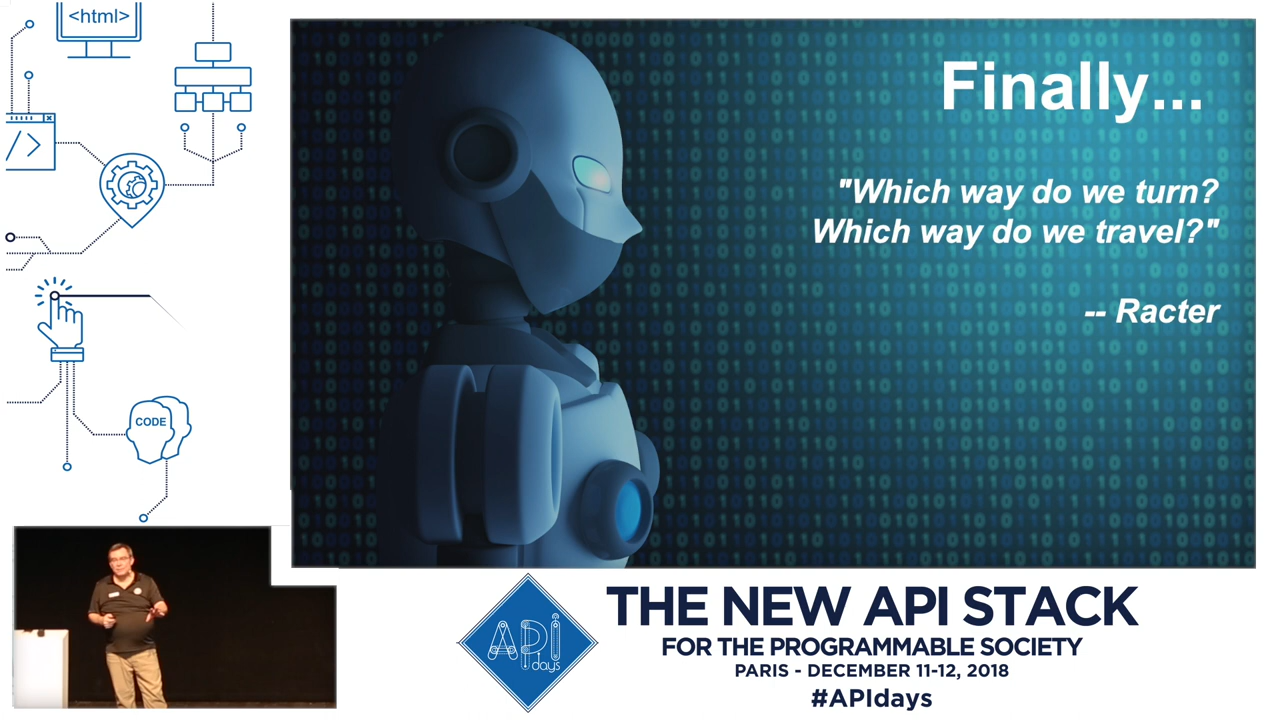 <html>
</>
CODE
Finally...
"Which way do we turn?
Which way do we travel?"
-- Racter
API
days
THE NEW API STACK
FOR THE PROGRAMMABLE SOCIETY
PARIS - DECEMBER 11-12, 2018
#APIdays